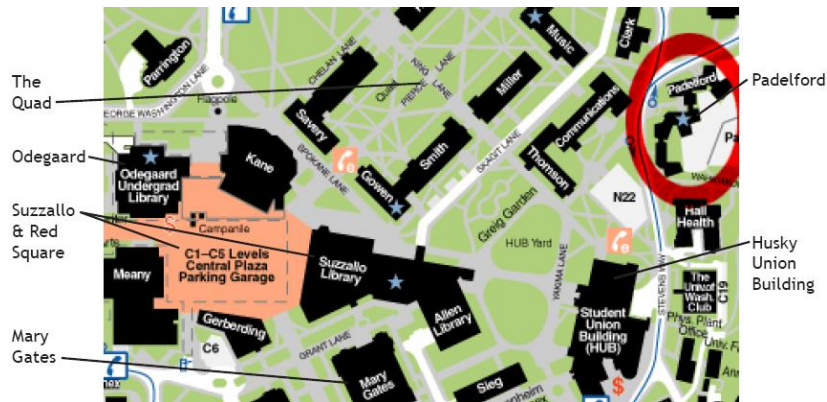 The
Quad
Odegaard
Suzzallo
& Red
Square
Mary
Gates
Padelford
Husky
Union
Building
Parrington
GEORGE WASHINGTON LANE
Flagpole
CHELAN LANE
Quad
KING LANE
PIERCE LANE
Music
Clark
Miller
Padelford
Savery
SPOKANE LANE
e
Smith
Gowen
SKAGIT LANE
Communications
Thomson
Odegaard
Undergrad
Library
Kane
Campanile
C1–C5 Levels
Central Plaza
Parking Garage
Meany
Suzzallo
Library
Greig Garden
HUB Yard
N22
e
Hall
Health
YAKIMA LANE
STEVENS WAY
The
Univ of
Wash.
Club
C19
Gerberding
C6
GRANT LANE
Allen
Library
Student
Union
Building
(HUB)
Phys. Plant
Office
Mary
Gates
Sieg
$